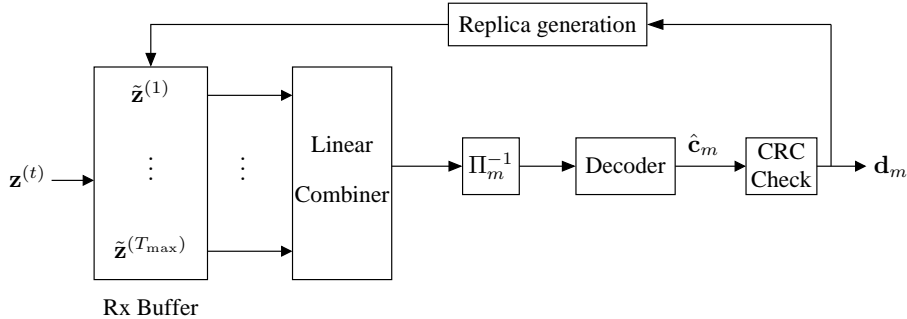 Replica generation
z̃^(1)
z^(t)
⋮
⋮
z̃^(T_max)
Rx Buffer
Linear
Combiner
Π_m^−1
Decoder
ĉ_m
CRC
Check
d_m